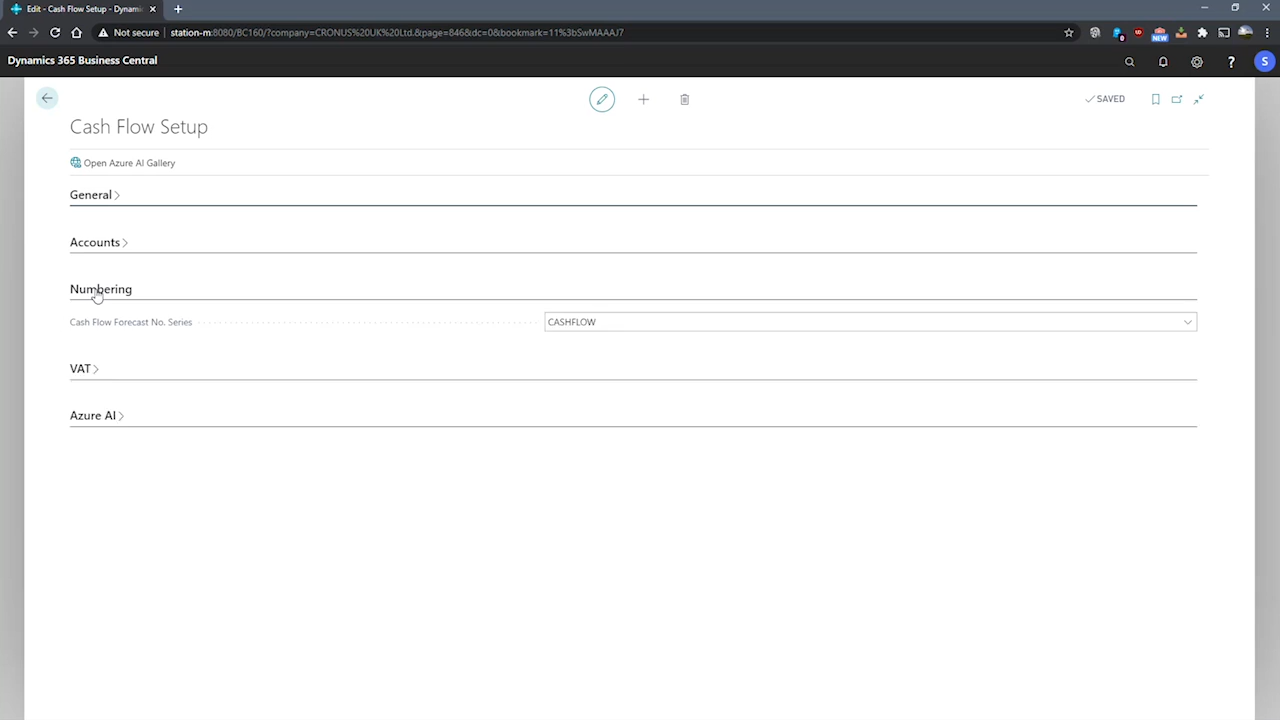 Edit - Cash Flow Setup - Dynamic
Not secure station-m:8080/BC160/?company=CRONUS%20UK%20Ltd.&page=846&dc=0&bookmark=11%3bSwMAAAJ7
0
NEW
Dynamics 365 Business Central
?
S
SAVED
Cash Flow Setup
Open Azure AI Gallery
General
Accounts
Numbering
Cash Flow Forecast No. Series CASHFLOW
VAT
Azure AI